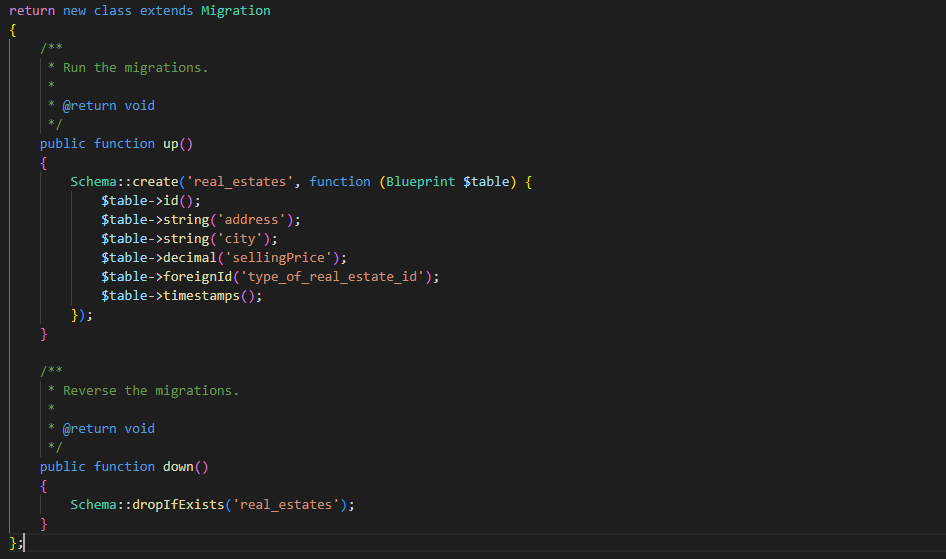 return new class extends Migration
{
    /**
     * Run the migrations.
     *
     * @return void
     */
    public function up()
    {
        Schema::create('real_estates', function (Blueprint $table) {
            $table->id();
            $table->string('address');
            $table->string('city');
            $table->decimal('sellingPrice');
            $table->foreignId('type_of_real_estate_id');
            $table->timestamps();
        });
    }

    /**
     * Reverse the migrations.
     *
     * @return void
     */
    public function down()
    {
        Schema::dropIfExists('real_estates');
    }
};